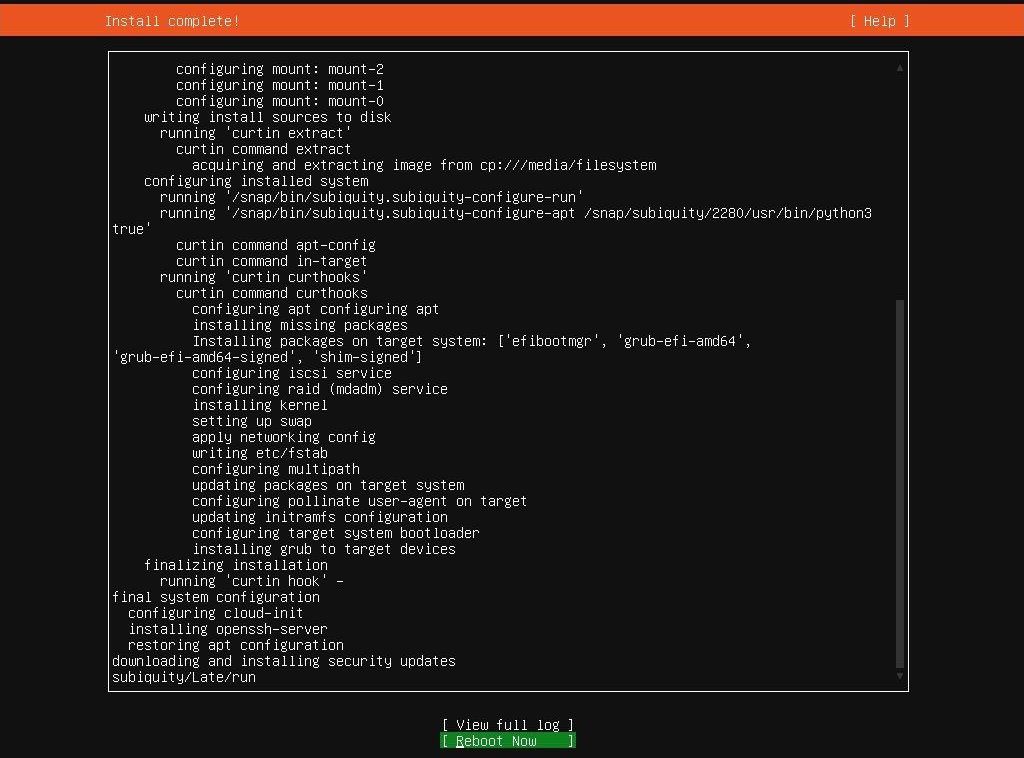 Install complete!
[ Help ]
configuring mount: mount-2
configuring mount: mount-1
configuring mount: mount-0
writing install sources to disk
running 'curtin extract'
curtin command extract
acquiring and extracting image from cp:///media/filesystem
configuring installed system
running '/snap/bin/subiquity.subiquity-configure-run'
running '/snap/bin/subiquity.subiquity-configure-apt /snap/subiquity/2280/usr/bin/python3
true'
curtin command apt-config
curtin command in-target
running 'curtin curthooks'
curtin command curthooks
configuring apt configuring apt
installing missing packages
Installing packages on target system: ['efibootmgr', 'grub-efi-amd64',
'grub-efi-amd64-signed', 'shim-signed']
configuring iscsi service
configuring raid (mdadm) service
installing kernel
setting up swap
apply networking config
writing etc/fstab
configuring multipath
updating packages on target system
configuring pollinate user-agent on target
updating initramfs configuration
configuring target system bootloader
installing grub to target devices
finalizing installation
running 'curtin hook' -
final system configuration
configuring cloud-init
installing openssh-server
restoring apt configuration
downloading and installing security updates
subiquity/Late/run
[ View full log ]
[ Reboot Now ]